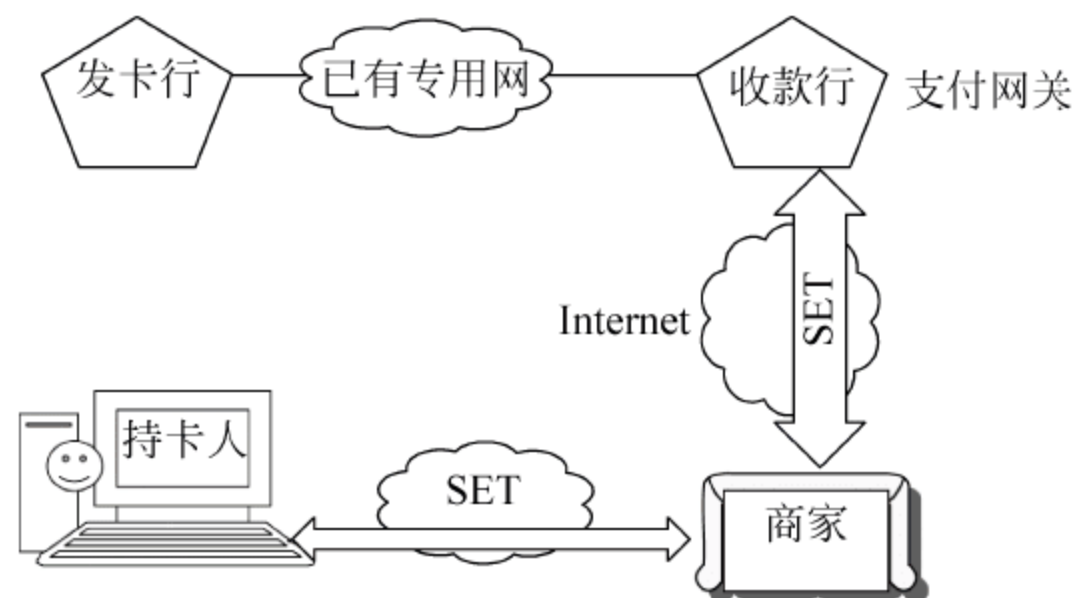 发卡行
已有专用网
收款行
支付网关
Internet
SET
持卡人
SET
商家